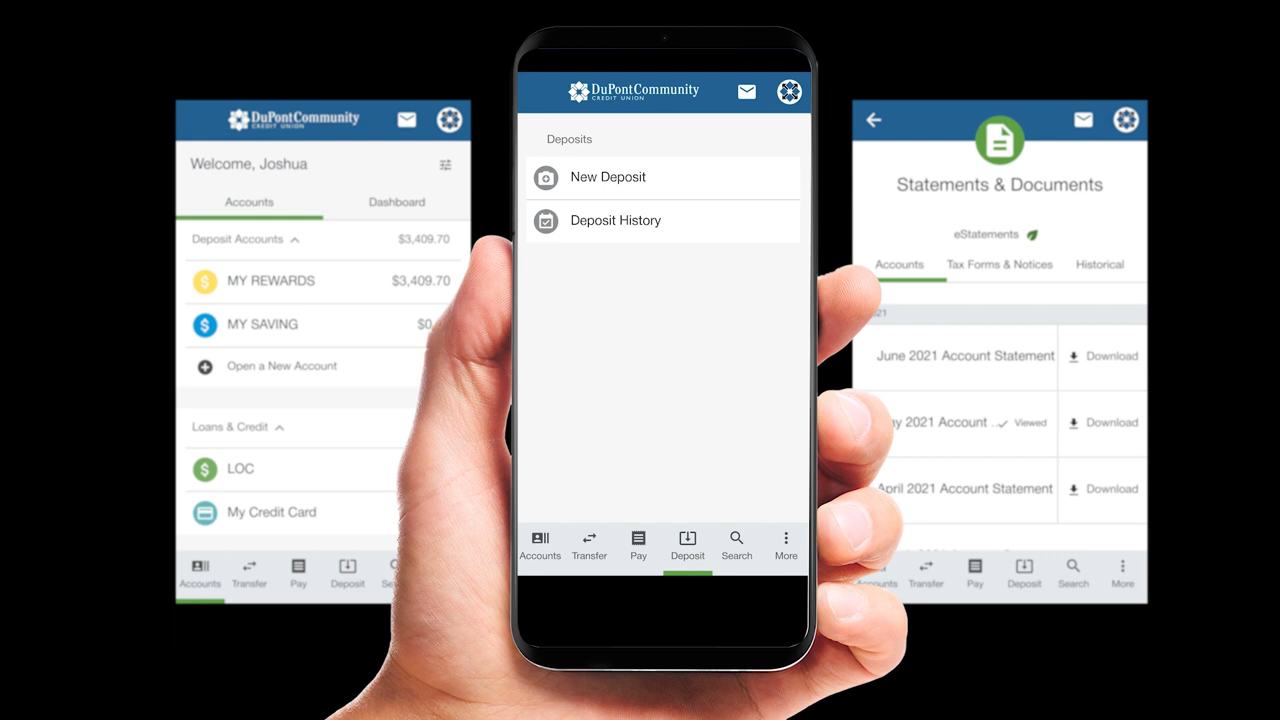 DuPontCommunity
CREDIT UNION
Welcome, Joshua
Accounts Dashboard
Deposit Accounts $3,409.70
MY REWARDS $3,409.70
MY SAVING $0
Open a New Account
Loans & Credit
LOC
My Credit Card
Accounts Transfer Pay Deposit
DuPontCommunity
CREDIT UNION
Deposits
New Deposit
Deposit History
Accounts Transfer Pay Deposit Search More
Statements & Documents
eStatements
Accounts Tax Forms & Notices Historical
June 2021 Account Statement Download
2021 Account ... Viewed Download
April 2021 Account Statement Download
Transfer Pay Deposit Search More